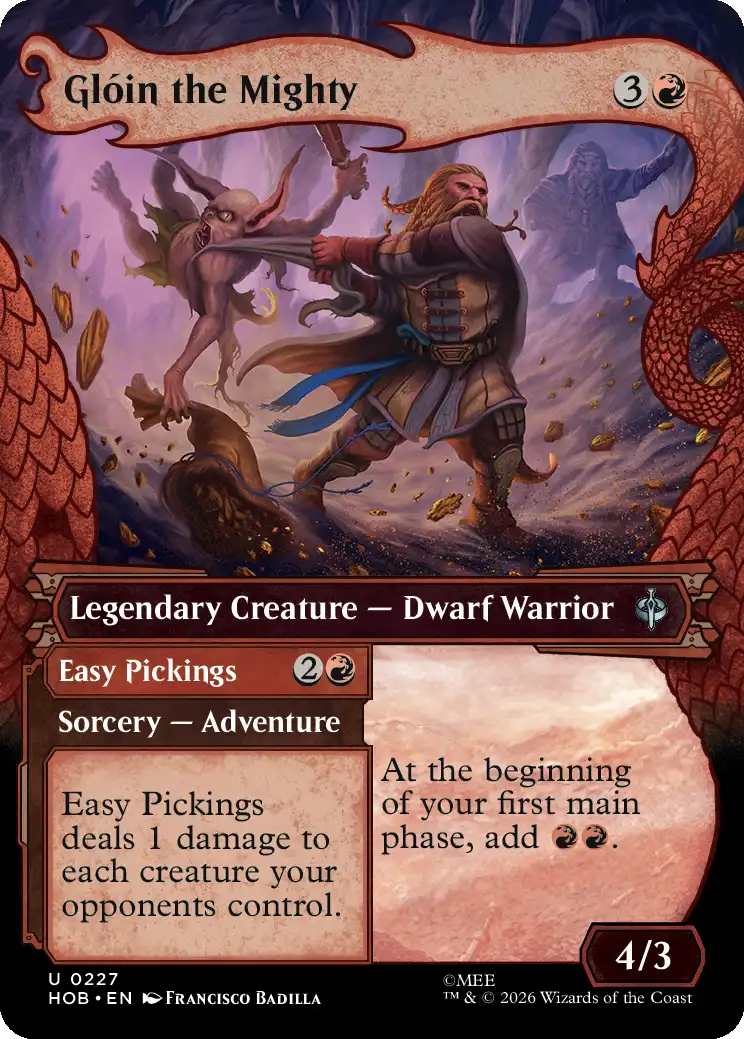 Glóin the Mighty 3
Legendary Creature — Dwarf Warrior
Easy Pickings 2
Sorcery — Adventure
Easy Pickings
deals 1 damage to
each creature your
opponents control.
At the beginning
of your first main
phase, add .
4/3
U 0227
HOB • EN Francisco Badilla
©MEE
™ & © 2026 Wizards of the Coast